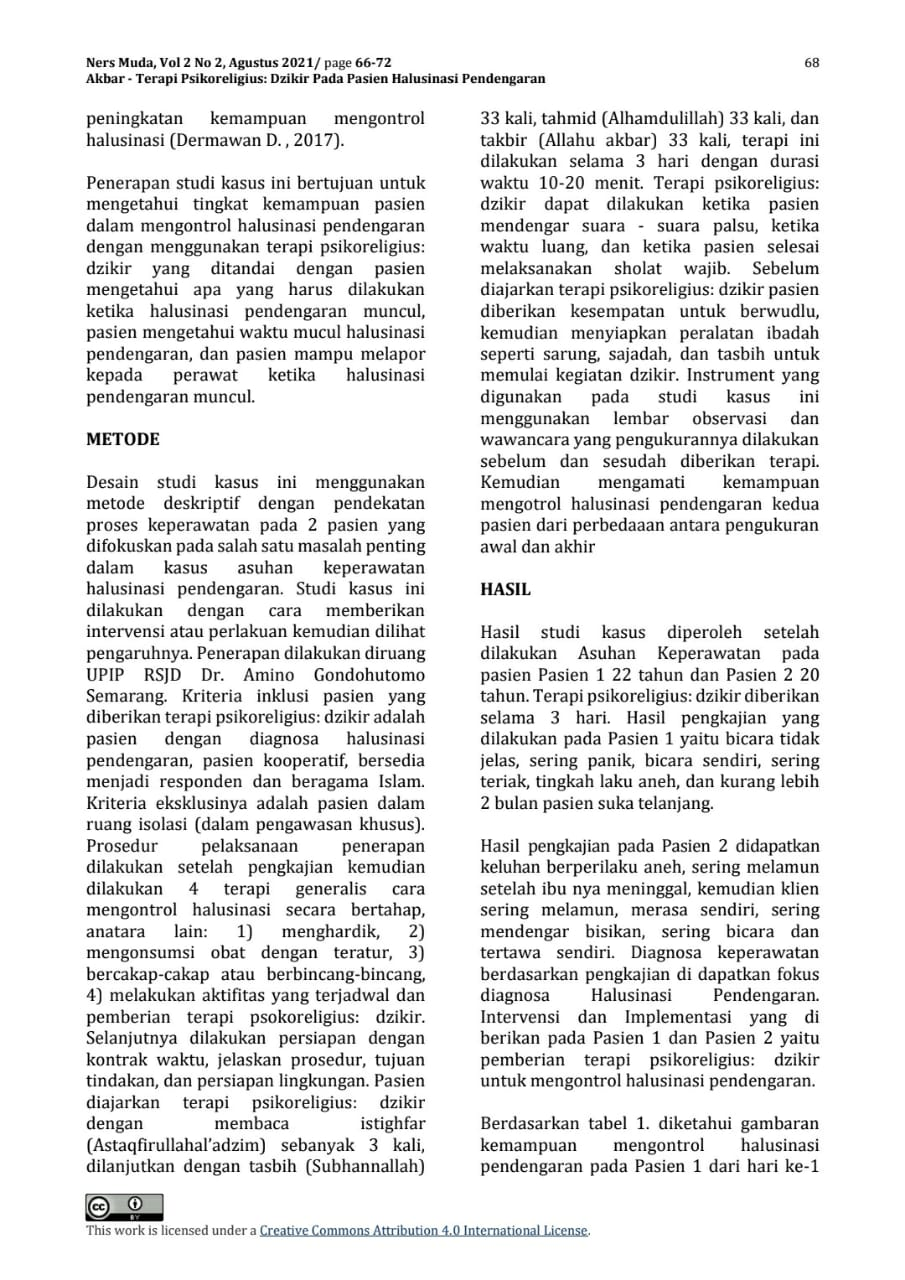 Ners Muda, Vol 2 No 2, Agustus 2021/ page 66-72
68
Akbar - Terapi Psikoreligius: Dzikir Pada Pasien Halusinasi Pendengaran
peningkatan kemampuan mengontrol
halusinasi (Dermawan D. , 2017).
Penerapan studi kasus ini bertujuan untuk
mengetahui tingkat kemampuan pasien
dalam mengontrol halusinasi pendengaran
dengan menggunakan terapi psikoreligius:
dzikir yang ditandai dengan pasien
mengetahui apa yang harus dilakukan
ketika halusinasi pendengaran muncul,
pasien mengetahui waktu mucul halusinasi
pendengaran, dan pasien mampu melapor
kepada perawat ketika halusinasi
pendengaran muncul.
METODE
Desain studi kasus ini menggunakan
metode deskriptif dengan pendekatan
proses keperawatan pada 2 pasien yang
difokuskan pada salah satu masalah penting
dalam kasus asuhan keperawatan
halusinasi pendengaran. Studi kasus ini
dilakukan dengan cara memberikan
intervensi atau perlakuan kemudian dilihat
pengaruhnya. Penerapan dilakukan diruang
UPIP RSJD Dr. Amino Gondohutomo
Semarang. Kriteria inklusi pasien yang
diberikan terapi psikoreligius: dzikir adalah
pasien dengan diagnosa halusinasi
pendengaran, pasien kooperatif, bersedia
menjadi responden dan beragama Islam.
Kriteria eksklusinya adalah pasien dalam
ruang isolasi (dalam pengawasan khusus).
Prosedur pelaksanaan penerapan
dilakukan setelah pengkajian kemudian
dilakukan 4 terapi generalis cara
mengontrol halusinasi secara bertahap,
anatara lain: 1) menghardik, 2)
mengonsumsi obat dengan teratur, 3)
bercakap-cakap atau berbincang-bincang,
4) melakukan aktifitas yang terjadwal dan
pemberian terapi psokoreligius: dzikir.
Selanjutnya dilakukan persiapan dengan
kontrak waktu, jelaskan prosedur, tujuan
tindakan, dan persiapan lingkungan. Pasien
diajarkan terapi psikoreligius: dzikir
dengan membaca istighfar
(Astaqfirullahal’adzim) sebanyak 3 kali,
dilanjutkan dengan tasbih (Subhannallah)
33 kali, tahmid (Alhamdulillah) 33 kali, dan
takbir (Allahu akbar) 33 kali, terapi ini
dilakukan selama 3 hari dengan durasi
waktu 10-20 menit. Terapi psikoreligius:
dzikir dapat dilakukan ketika pasien
mendengar suara - suara palsu, ketika
waktu luang, dan ketika pasien selesai
melaksanakan sholat wajib. Sebelum
diajarkan terapi psikoreligius: dzikir pasien
diberikan kesempatan untuk berwudlu,
kemudian menyiapkan peralatan ibadah
seperti sarung, sajadah, dan tasbih untuk
memulai kegiatan dzikir. Instrument yang
digunakan pada studi kasus ini
menggunakan lembar observasi dan
wawancara yang pengukurannya dilakukan
sebelum dan sesudah diberikan terapi.
Kemudian mengamati kemampuan
mengotrol halusinasi pendengaran kedua
pasien dari perbedaaan antara pengukuran
awal dan akhir
HASIL
Hasil studi kasus diperoleh setelah
dilakukan Asuhan Keperawatan pada
pasien Pasien 1 22 tahun dan Pasien 2 20
tahun. Terapi psikoreligius: dzikir diberikan
selama 3 hari. Hasil pengkajian yang
dilakukan pada Pasien 1 yaitu bicara tidak
jelas, sering panik, bicara sendiri, sering
teriak, tingkah laku aneh, dan kurang lebih
2 bulan pasien suka telanjang.
Hasil pengkajian pada Pasien 2 didapatkan
keluhan berperilaku aneh, sering melamun
setelah ibu nya meninggal, kemudian klien
sering melamun, merasa sendiri, sering
mendengar bisikan, sering bicara dan
tertawa sendiri. Diagnosa keperawatan
berdasarkan pengkajian di dapatkan fokus
diagnosa Halusinasi Pendengaran.
Intervensi dan Implementasi yang di
berikan pada Pasien 1 dan Pasien 2 yaitu
pemberian terapi psikoreligius: dzikir
untuk mengontrol halusinasi pendengaran.
Berdasarkan tabel 1. diketahui gambaran
kemampuan mengontrol halusinasi
pendengaran pada Pasien 1 dari hari ke-1
cc
BY
This work is licensed under a Creative Commons Attribution 4.0 International License.